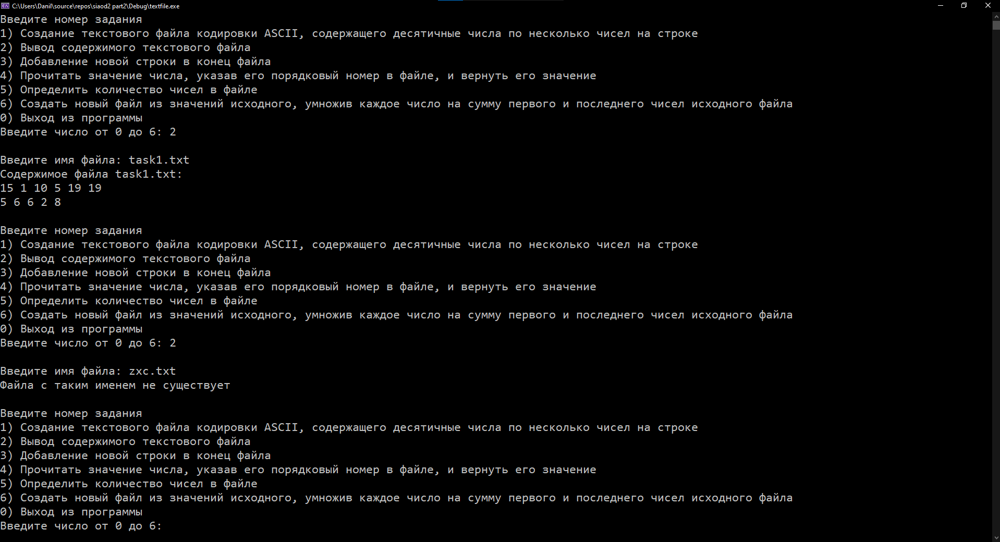 C:\Users\Danil\source\repos\siaod2 part2\Debug\textfile.exe
Введите номер задания
1) Создание текстового файла кодировки ASCII, содержащего десятичные числа по несколько чисел на строке
2) Вывод содержимого текстового файла
3) Добавление новой строки в конец файла
4) Прочитать значение числа, указав его порядковый номер в файле, и вернуть его значение
5) Определить количество чисел в файле
6) Создать новый файл из значений исходного, умножив каждое число на сумму первого и последнего чисел исходного файла
0) Выход из программы
Введите число от 0 до 6: 2
Введите имя файла: task1.txt
Содержимое файла task1.txt:
15 1 10 5 19 19
5 6 6 2 8
Введите номер задания
1) Создание текстового файла кодировки ASCII, содержащего десятичные числа по несколько чисел на строке
2) Вывод содержимого текстового файла
3) Добавление новой строки в конец файла
4) Прочитать значение числа, указав его порядковый номер в файле, и вернуть его значение
5) Определить количество чисел в файле
6) Создать новый файл из значений исходного, умножив каждое число на сумму первого и последнего чисел исходного файла
0) Выход из программы
Введите число от 0 до 6: 2
Введите имя файла: zxc.txt
Файла с таким именем не существует
Введите номер задания
1) Создание текстового файла кодировки ASCII, содержащего десятичные числа по несколько чисел на строке
2) Вывод содержимого текстового файла
3) Добавление новой строки в конец файла
4) Прочитать значение числа, указав его порядковый номер в файле, и вернуть его значение
5) Определить количество чисел в файле
6) Создать новый файл из значений исходного, умножив каждое число на сумму первого и последнего чисел исходного файла
0) Выход из программы
Введите число от 0 до 6: